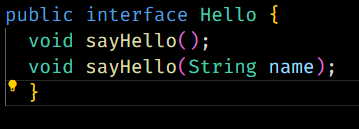 public interface Hello {
void sayHello();
void sayHello(String name);
}